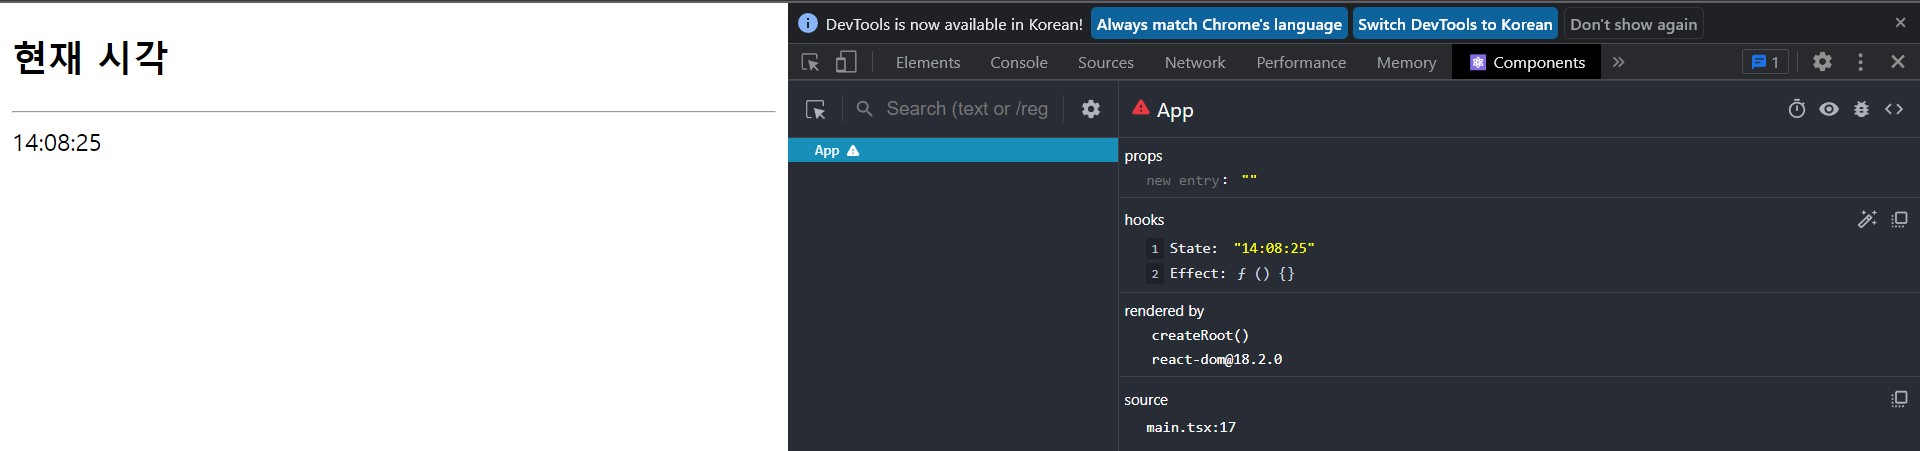 현재 시각
14:08:25
DevTools is now available in Korean! Always match Chrome's language Switch DevTools to Korean Don't show again
Elements Console Sources Network Performance Memory Components 1
Search (text or /reg
App
App
props
new entry: ""
hooks
1 State: "14:08:25"
2 Effect: ƒ () {}
rendered by
createRoot()
react-dom@18.2.0
source
main.tsx:17